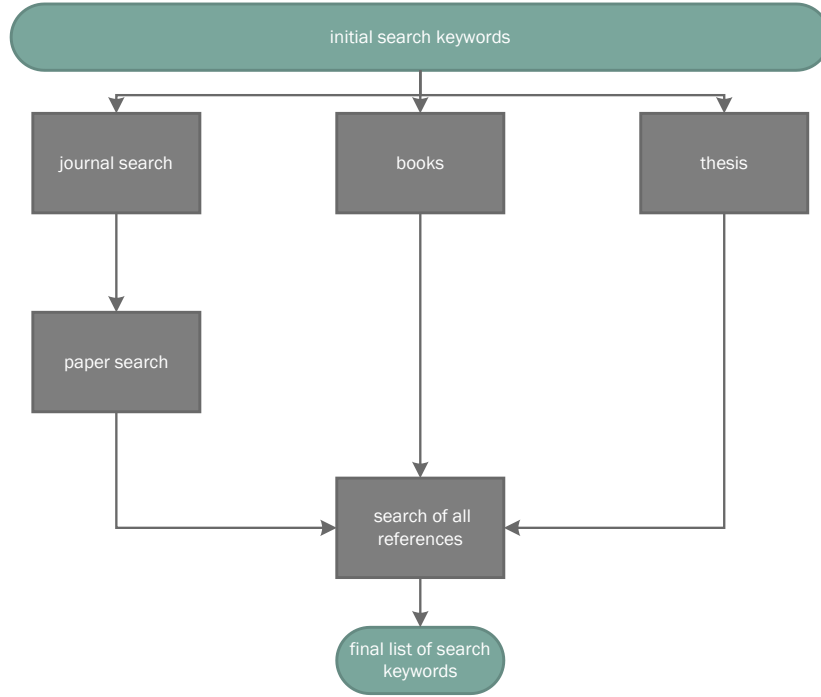 initial search keywords
journal search
books
thesis
paper search
search of all
references
final list of search
keywords